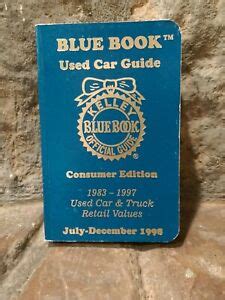 BLUE BOOK™
Used Car Guide
KELLEY
BLUE BOOK
OFFICIAL GUIDE
®
Consumer Edition
1983 – 1997
Used Car & Truck
Retail Values
July-December 1998